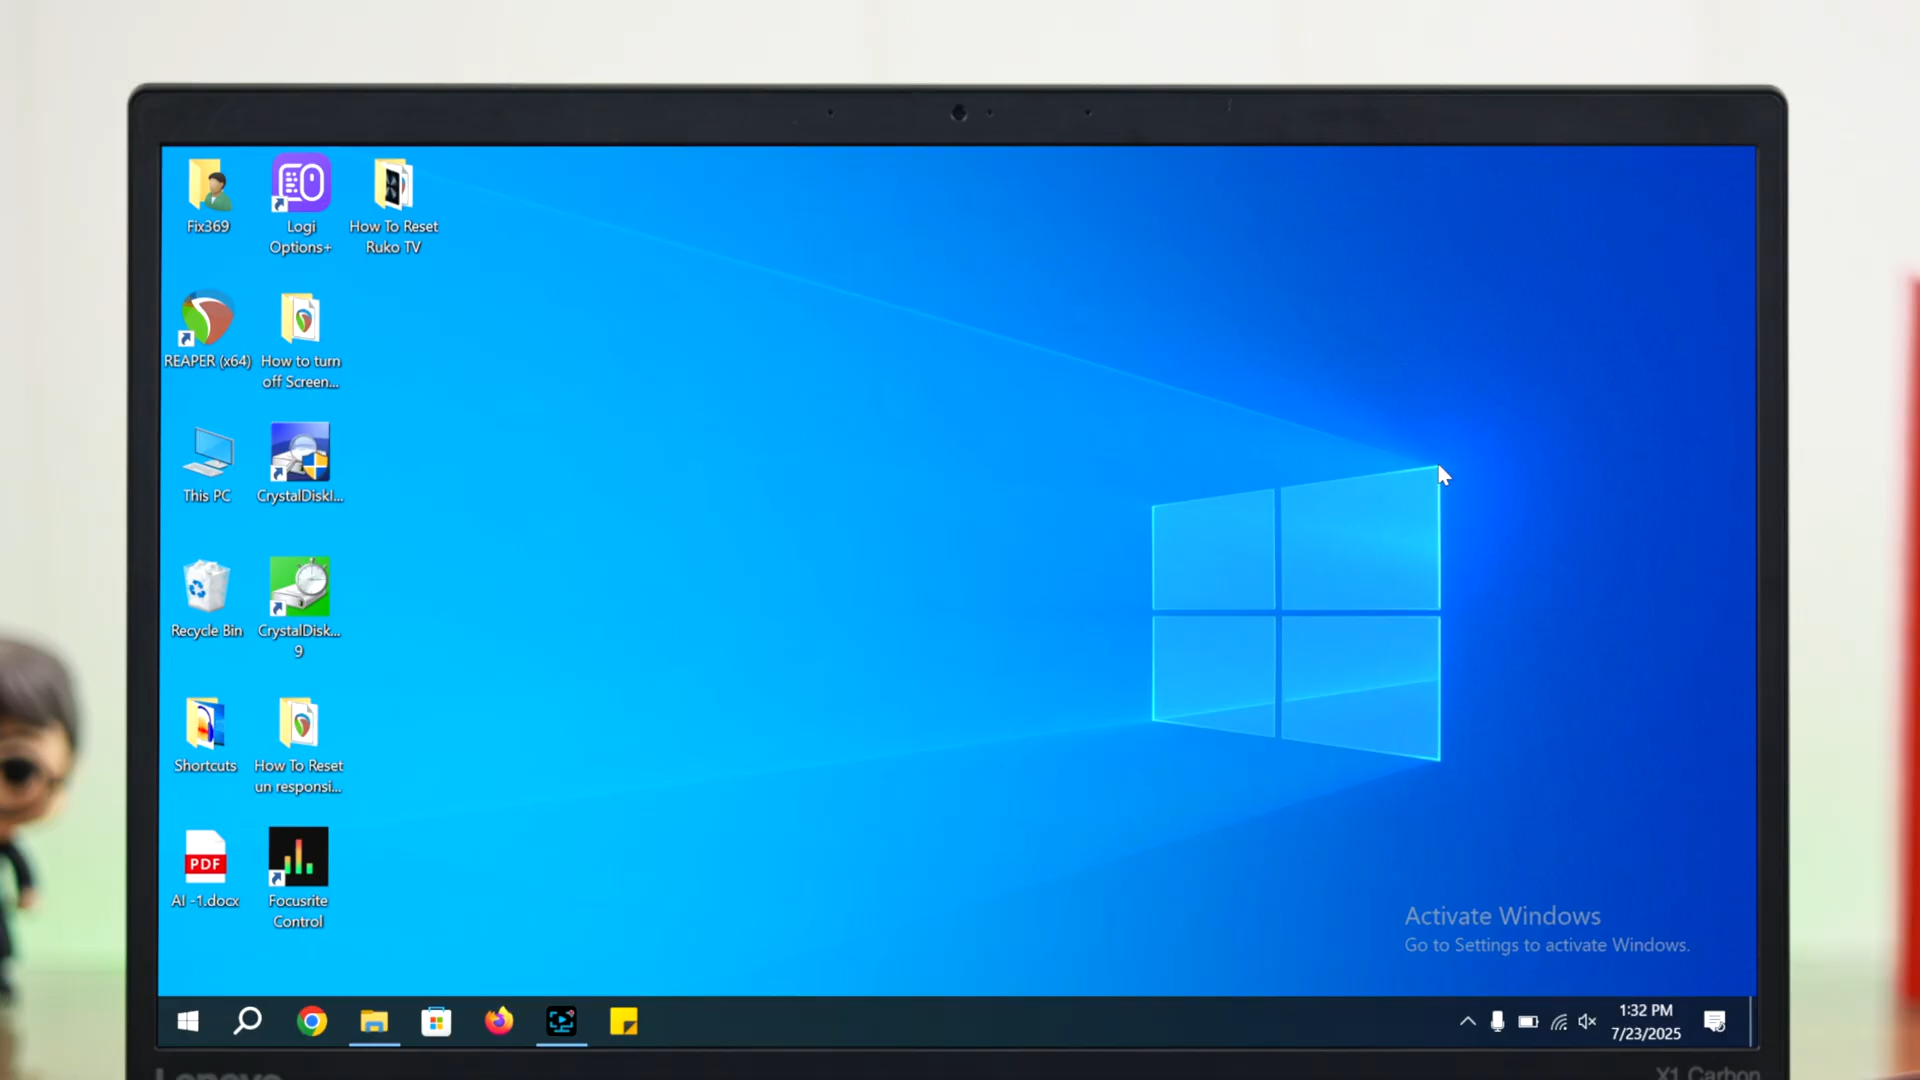 Fix369
Logi
Options+
How To Reset
Ruko TV
REAPER (x64)
How to turn
off Screen...
This PC
CrystalDiskI...
Recycle Bin
CrystalDisk...
9
Shortcuts
How To Reset
un responsi...
PDF
AI -1.docx
Focusrite
Control
Activate Windows
Go to Settings to activate Windows.
1:32 PM
7/23/2025
Lenovo
X1 Carbon